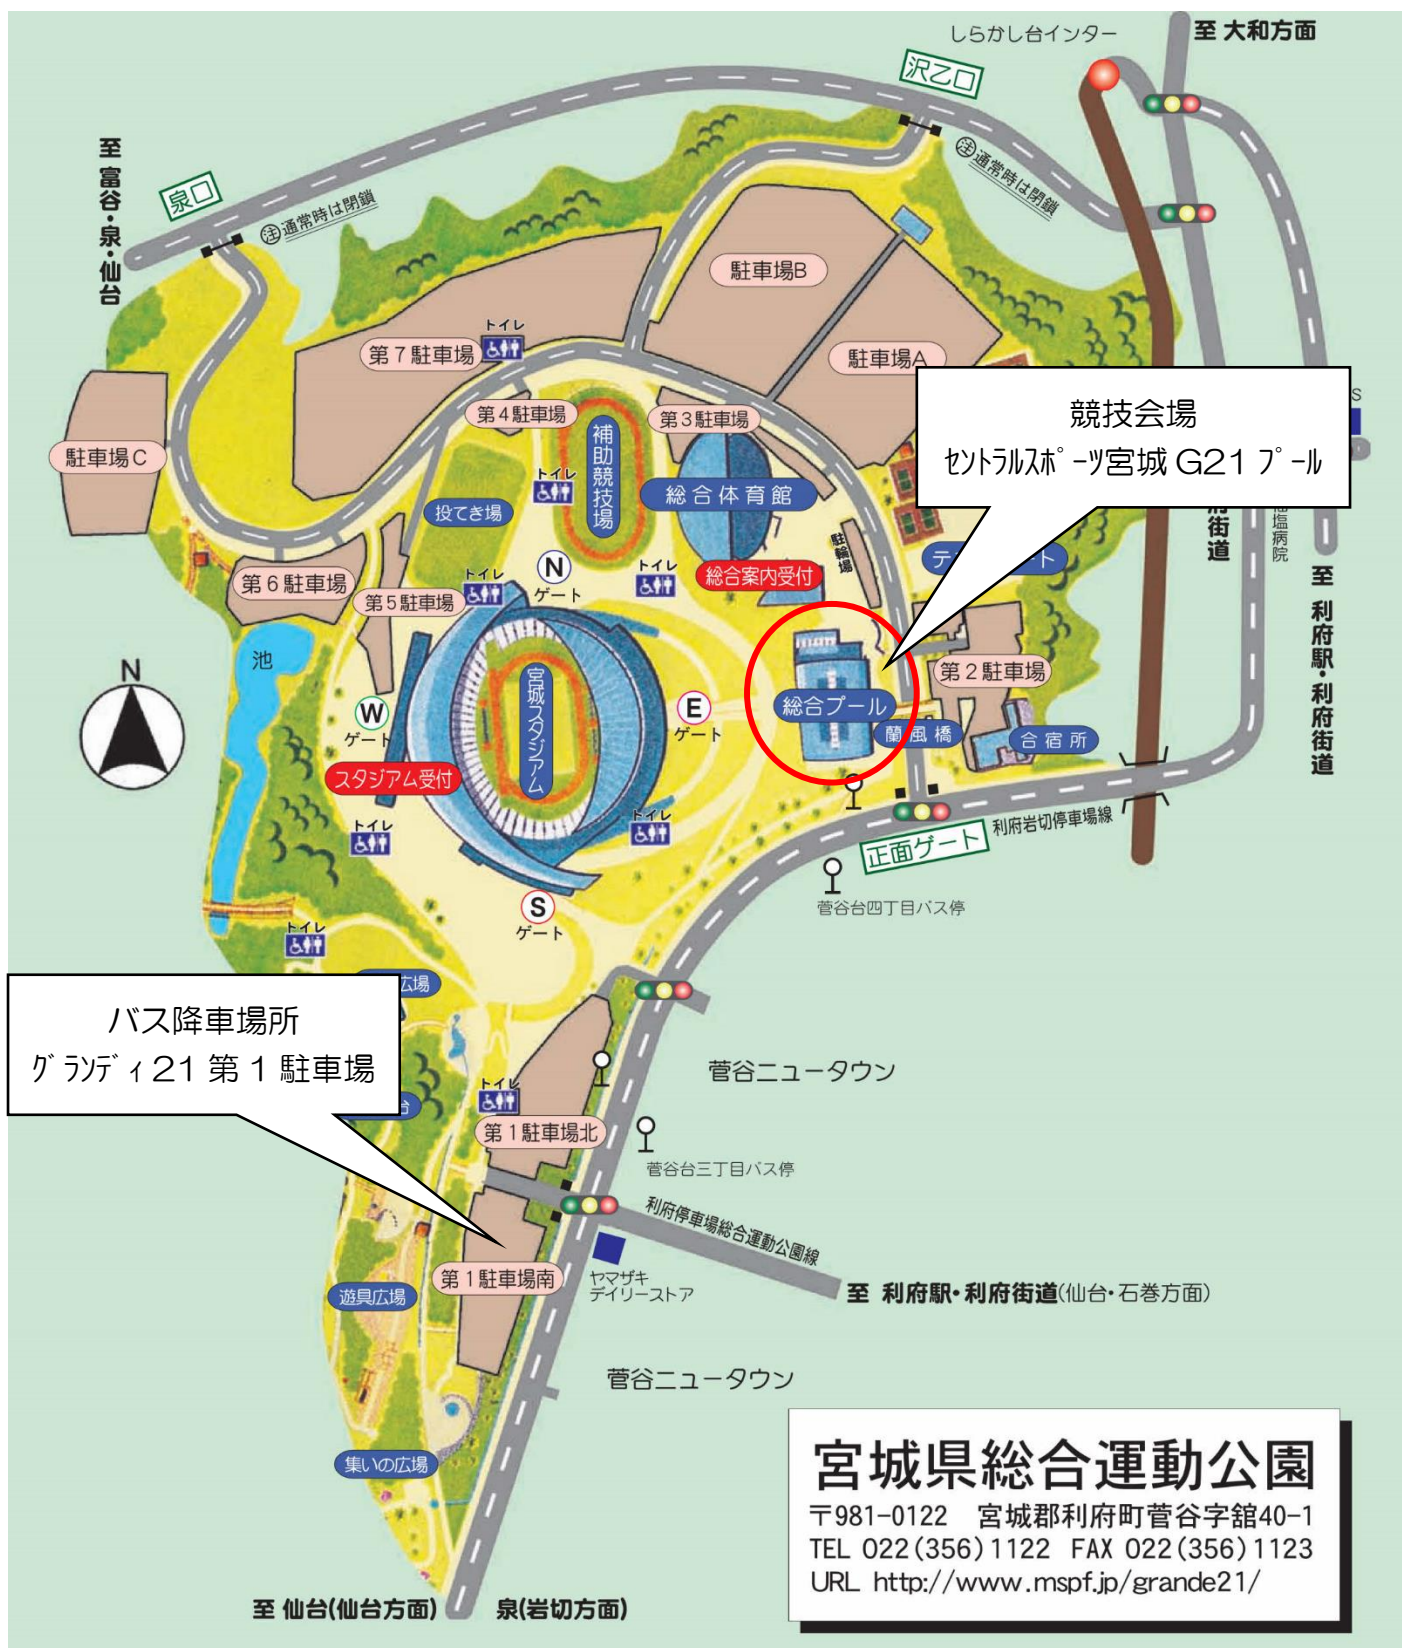 しらかし台インター
至 大和方面
沢乙口
㊟通常時は閉鎖
至 富谷・泉・仙台
泉口
㊟通常時は閉鎖
駐車場B
トイレ
第7駐車場
駐車場A
競技会場
セントラルスポーツ宮城 G21 プール
S
第4駐車場
第3駐車場
補助競技場
駐車場C
トイレ
総合体育館
投てき場
府街道
塩病院
駐輪場
テ
ート
N
ゲート
トイレ
トイレ
総合案内受付
第6駐車場
第5駐車場
至 利府駅・利府街道
池
N
宮城スタジアム
第2駐車場
総合プール
W
ゲート
E
ゲート
蘭風橋
合宿所
スタジアム受付
トイレ
トイレ
利府岩切停車場線
正面ゲート
S
ゲート
菅谷台四丁目バス停
トイレ
広場
バス降車場所
グランディ21 第1駐車場
菅谷ニュータウン
トイレ
台
第1駐車場北
菅谷台三丁目バス停
利府停車場総合運動公園線
第1駐車場南
ヤマザキ
デイリーストア
遊具広場
至 利府駅・利府街道(仙台・石巻方面)
菅谷ニュータウン
集いの広場
宮城県総合運動公園
〒981-0122 宮城郡利府町菅谷字舘40-1
TEL 022(356)1122 FAX 022(356)1123
URL http://www.mspf.jp/grande21/
至 仙台(仙台方面)
泉(岩切方面)